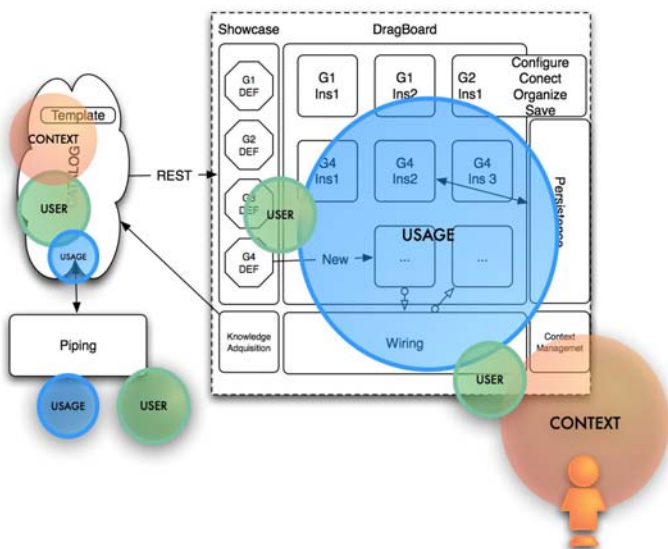 Showcase
DragBoard
G1
DEF
G2
DEF
G3
DEF
G4
DEF
G1
Ins1
G1
Ins2
G2
Ins1
Configure
Conect
Organize
Save
G4
Ins1
G4
Ins2
G4
Ins 3
Persistence
USAGE
USER
New
...
...
Template
CONTEXT
CATALOG
USER
USAGE
REST
Piping
USAGE
USER
Knowledge
Adquisition
Wiring
Context
Managemet
USER
CONTEXT